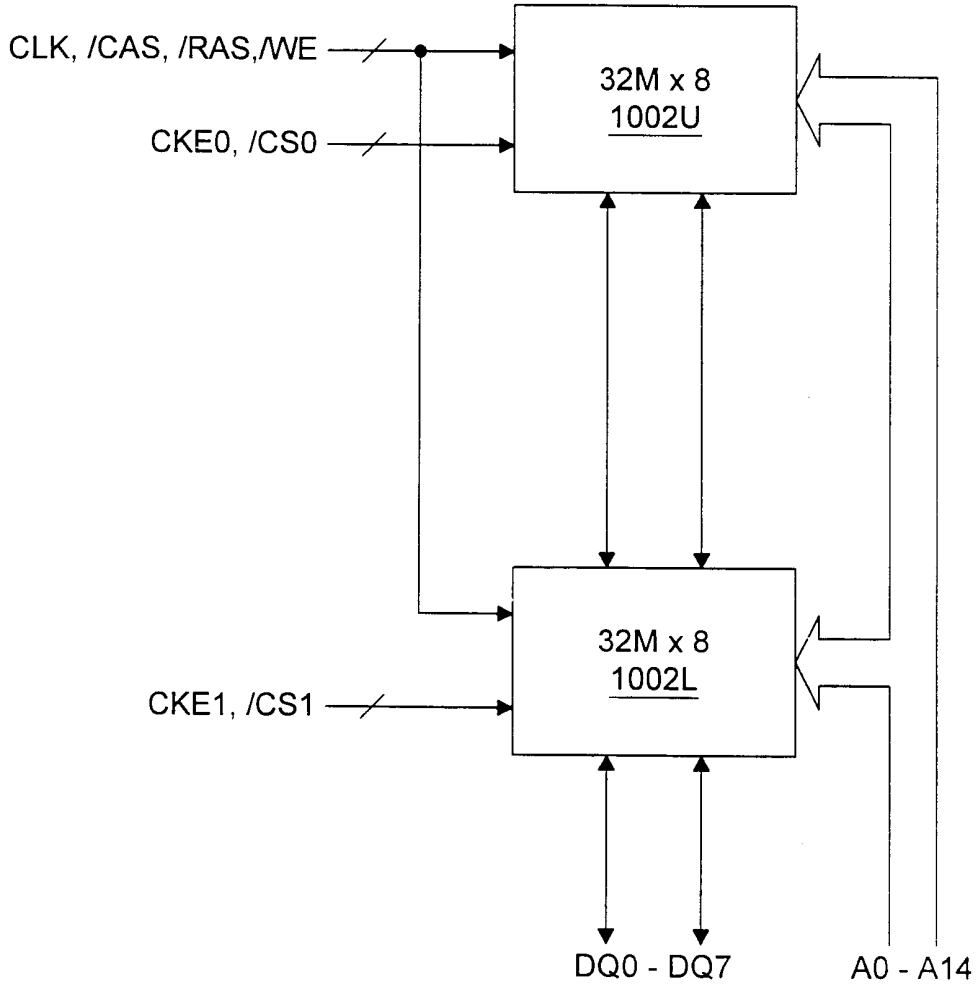 CLK, /CAS, /RAS,/WE
32M x 8
1002U
CKE0, /CS0
32M x 8
1002L
CKE1, /CS1
DQ0 - DQ7
A0 - A14